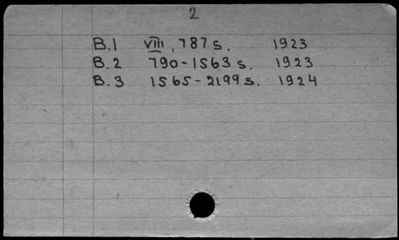 2
B.1 VIII, 787 s. 1923
B.2 790-1563 s. 1923
B.3 1565-2199 s. 1924